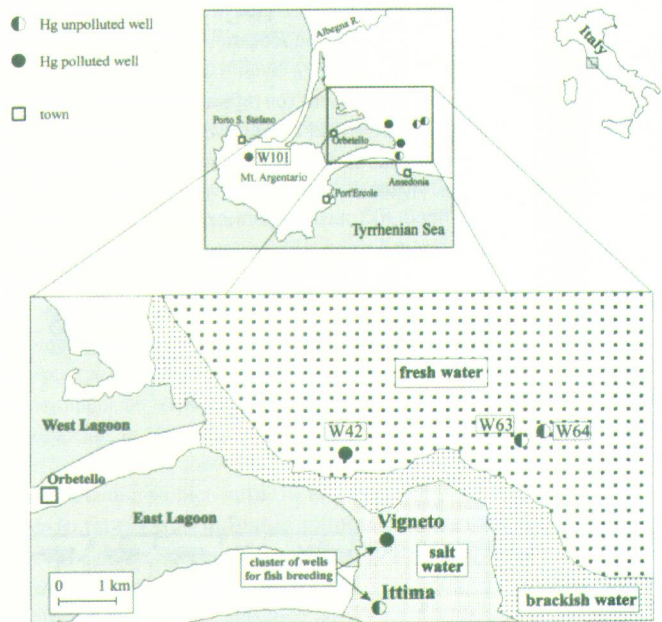 Hg unpolluted well
Hg polluted well
town
Albegna R.
Italy
Porto S. Stefano
Orbetello
W101
Mt. Argentario
Ansedonia
Port'Ercole
Tyrrhenian Sea
fresh water
West Lagoon
W42
W63
W64
Orbetello
East Lagoon
Vigneto
cluster of wells
for fish breeding
salt
water
0 1 km
Ittima
brackish water